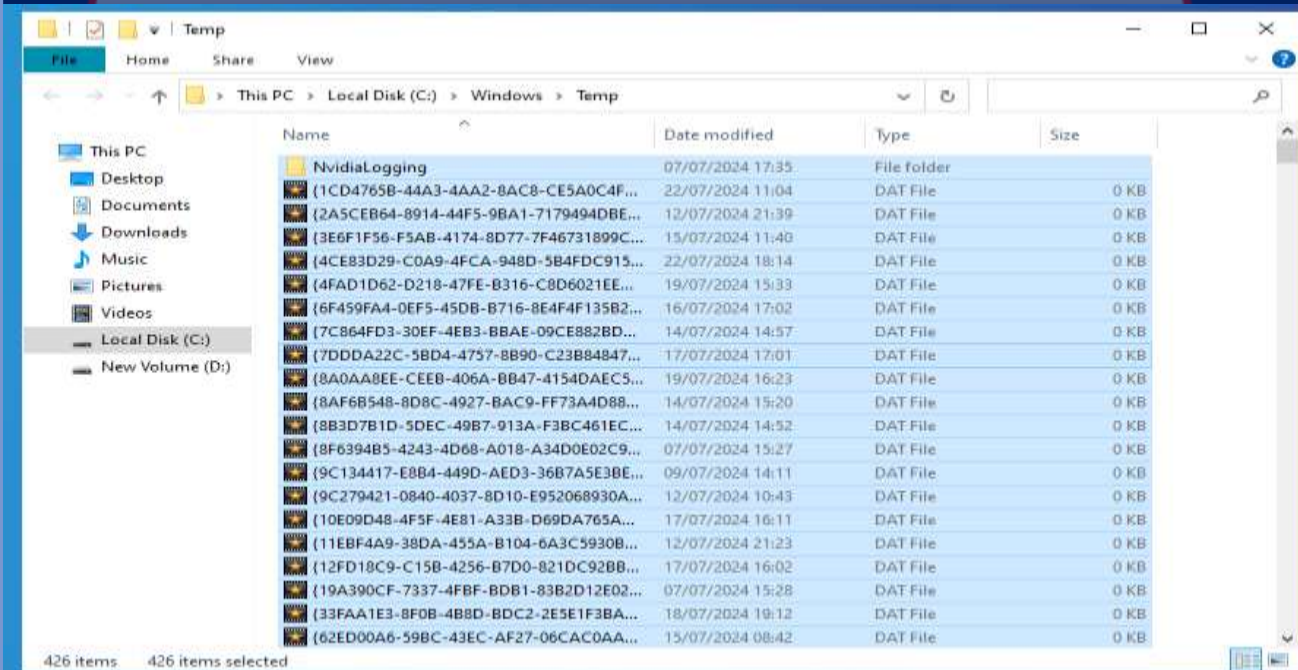 Temp
File Home Share View
This PC > Local Disk (C:) > Windows > Temp
Name Date modified Type Size
This PC
Desktop
Documents
Downloads
Music
Pictures
Videos
Local Disk (C:)
New Volume (D:)
NvidiaLogging 07/07/2024 17:35 File folder
{1CD4765B-44A3-4AA2-8AC8-CE5A0C4F... 22/07/2024 11:04 DAT File 0 KB
{2A5CEB64-8914-44F5-9BA1-7179494DBE... 12/07/2024 21:39 DAT File 0 KB
{3E6F1F56-F5AB-4174-8D77-7F46731899C... 15/07/2024 11:40 DAT File 0 KB
{4CE83D29-C0A9-4FCA-948D-5B4FDC915... 22/07/2024 18:14 DAT File 0 KB
{4FAD1D62-D218-47FE-B316-C8D6021EE... 19/07/2024 15:33 DAT File 0 KB
{6F459FA4-0EF5-45DB-B716-8E4F4F135B2... 16/07/2024 17:02 DAT File 0 KB
{7C864FD3-30EF-4EB3-BBAE-09CE882BD... 14/07/2024 14:57 DAT File 0 KB
{7DDDA22C-5BD4-4757-8B90-C23B84847... 17/07/2024 17:01 DAT File 0 KB
{8A0AA8EE-CEEB-406A-BB47-4154DAEC5... 19/07/2024 16:23 DAT File 0 KB
{8AF6B548-8D8C-4927-BAC9-FF73A4D88... 14/07/2024 15:20 DAT File 0 KB
{8B3D7B1D-5DEC-49B7-913A-F3BC461EC... 14/07/2024 14:52 DAT File 0 KB
{8F6394B5-4243-4D68-A018-A34D0E02C9... 07/07/2024 15:27 DAT File 0 KB
{9C134417-E8B4-449D-AED3-36B7A5E3BE... 09/07/2024 14:11 DAT File 0 KB
{9C279421-0840-4037-8D10-E952068930A... 12/07/2024 10:43 DAT File 0 KB
{10E09D48-4F5F-4E81-A33B-D69DA765A... 17/07/2024 16:11 DAT File 0 KB
{11EBF4A9-38DA-455A-B104-6A3C5930B... 12/07/2024 21:23 DAT File 0 KB
{12FD18C9-C15B-4256-B7D0-821DC92BB... 17/07/2024 16:02 DAT File 0 KB
{19A390CF-7337-4FBF-BDB1-83B2D12E02... 07/07/2024 15:28 DAT File 0 KB
{33FAA1E3-8F0B-4B8D-BDC2-2E5E1F3BA... 18/07/2024 19:12 DAT File 0 KB
{62ED00A6-59BC-43EC-AF27-06CAC0AA... 15/07/2024 08:42 DAT File 0 KB
426 items 426 items selected